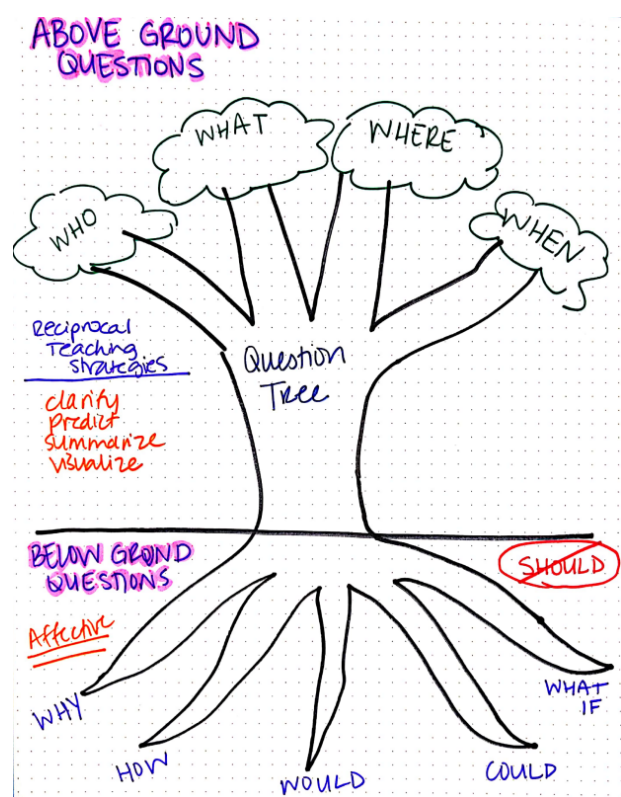 ABOVE GROUND
QUESTIONS
WHAT
WHERE
WHO
WHEN
Reciprocal
Teaching
Strategies
clarify
predict
summarize
visualize
Question
Tree
BELOW GROUND
QUESTIONS
SHOULD
Affective
WHY
HOW
WOULD
COULD
WHAT
IF